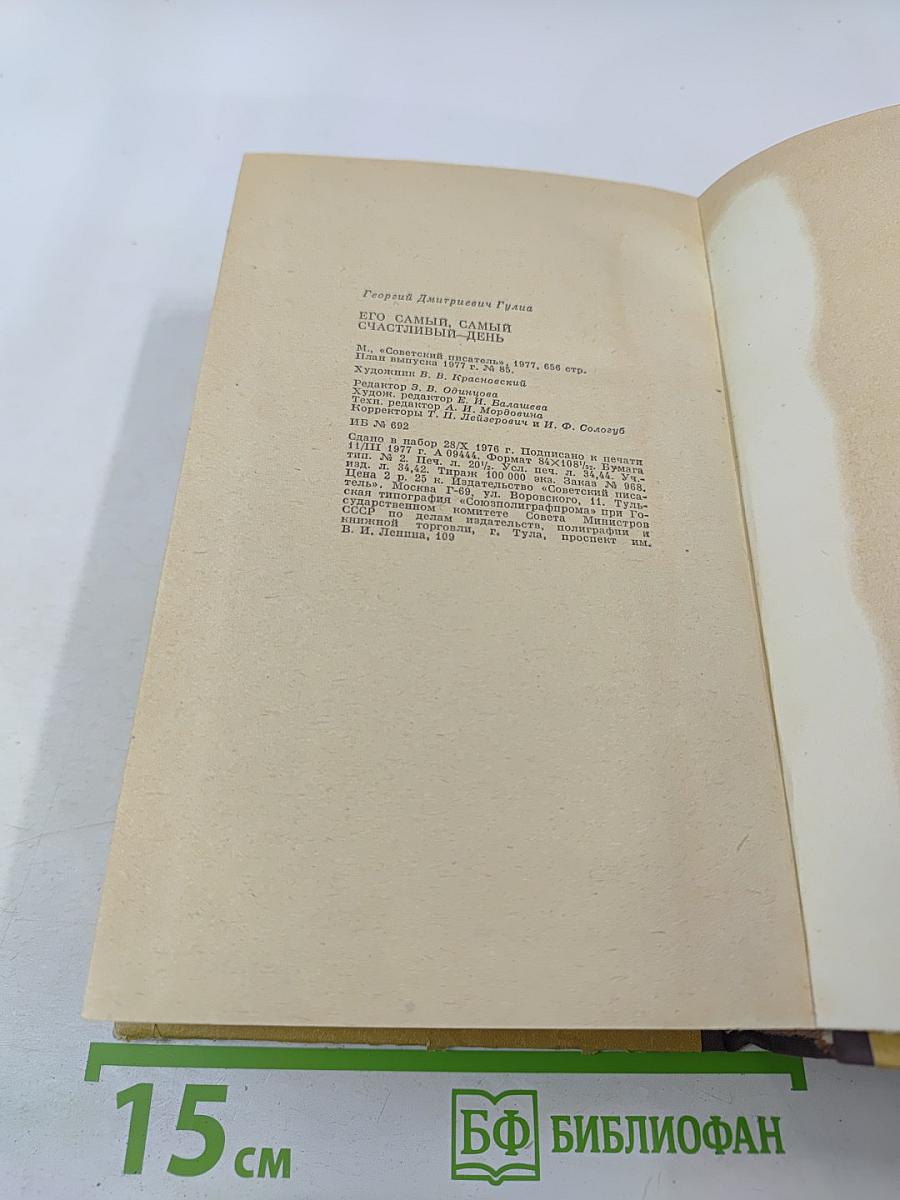 Георгий Дмитриевич Гулиа
ЕГО САМЫЙ, САМЫЙ
СЧАСТЛИВЫЙ—ДЕНЬ
М., «Советский писатель», 1977, 656 стр.
План выпуска 1977 г. № 85.
Художник В. В. Красновский
Редактор З. В. Одинцова
Худож. редактор Е. И. Балашева
Техн. редактор А. И. Мордовина
Корректоры Т. П. Лейзерович и И. Ф. Сологуб
ИБ № 692
Сдано в набор 28/X 1976 г. Подписано к печати
11/III 1977 г. А 09444. Формат 84×108¹/₃₂. Бумага
тип. № 2. Печ. л. 20¹/₂. Усл. печ. л. 34,44. Уч.-
изд. л. 34,42. Тираж 100 000 экз. Заказ № 968.
Цена 2 р. 25 к. Издательство «Советский писа-
тель». Москва Г-69, ул. Воровского, 11. Туль-
ская типография «Союзполиграфпрома» при Го-
сударственном комитете Совета Министров
СССР по делам издательств, полиграфии и
книжной торговли, г. Тула, проспект им.
В. И. Ленина, 109
15 см
БФ БИБЛИОФАН